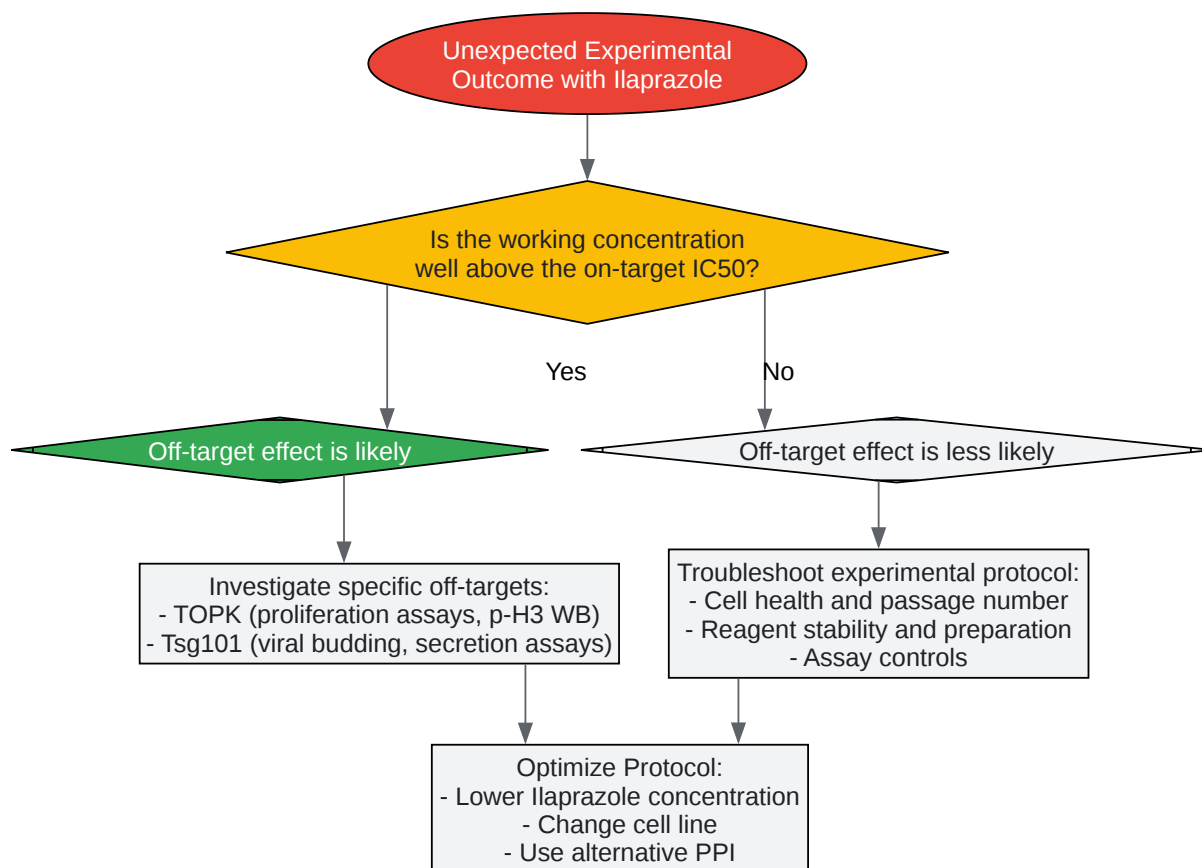 Unexpected Experimental
Outcome with Ilaprazole
Is the working concentration
well above the on-target IC50?
Yes
No
Off-target effect is likely
Off-target effect is less likely
Investigate specific off-targets:
- TOPK (proliferation assays, p-H3 WB)
- Tsg101 (viral budding, secretion assays)
Troubleshoot experimental protocol:
- Cell health and passage number
- Reagent stability and preparation
- Assay controls
Optimize Protocol:
- Lower Ilaprazole concentration
- Change cell line
- Use alternative PPI